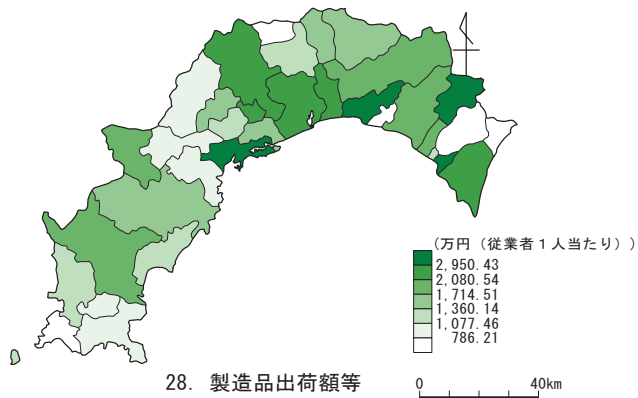 (万円（従業者１人当たり）)
2,950.43
2,080.54
1,714.51
1,360.14
1,077.46
786.21
28. 製造品出荷額等
0 40km